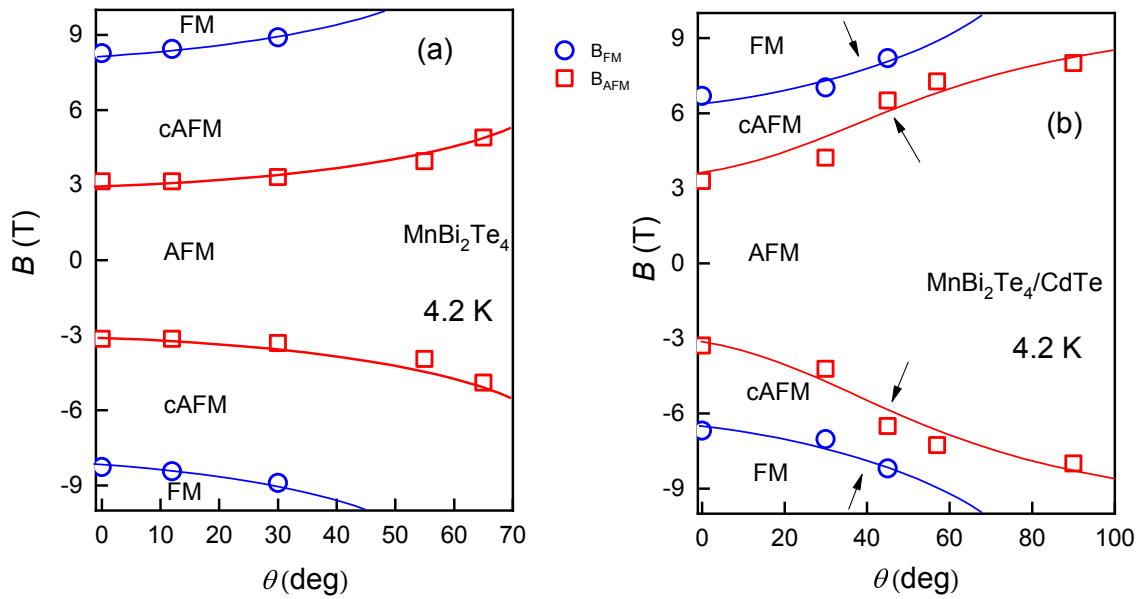 FM
(a)
9
6
3
0
-3
-6
-9
B (T)
cAFM
AFM
MnBi₂Te₄
4.2 K
cAFM
FM
0 10 20 30 40 50 60 70
θ (deg)
B_FM
B_AFM
FM
(b)
9
6
3
0
-3
-6
-9
B (T)
cAFM
AFM
MnBi₂Te₄/CdTe
4.2 K
cAFM
FM
0 20 40 60 80 100
θ (deg)